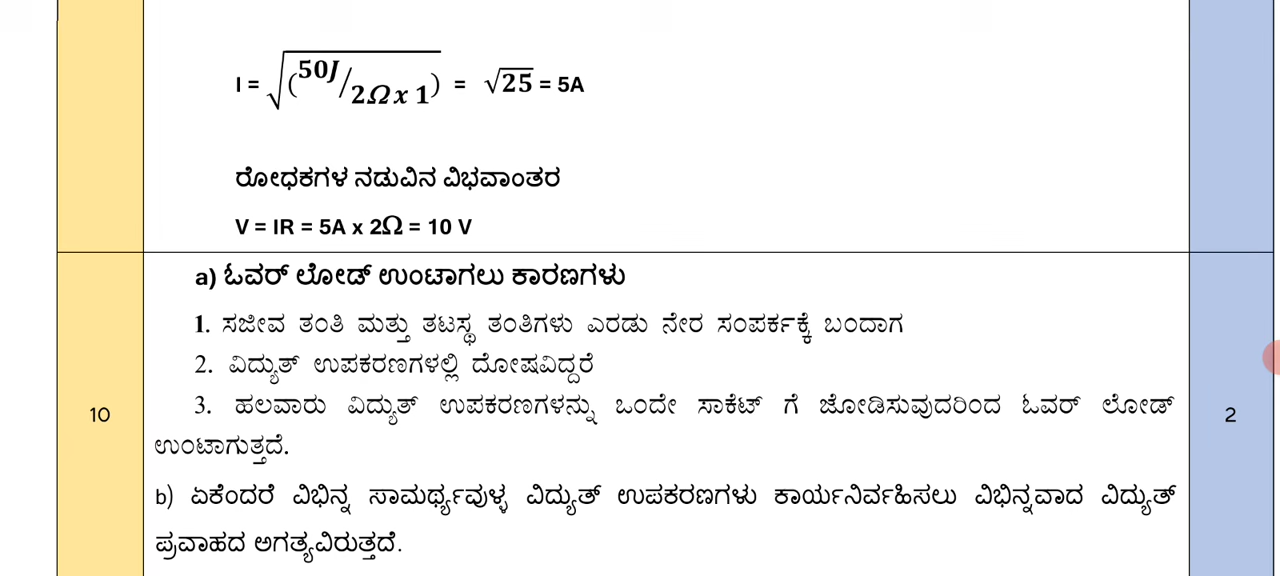 I = √(50J/2Ω x 1) = √25 = 5A
ರೋಧಕಗಳ ನಡುವಿನ ವಿಭವಾಂತರ
V = IR = 5A x 2Ω = 10 V
a) ಓವರ್ ಲೋಡ್ ಉಂಟಾಗಲು ಕಾರಣಗಳು
1. ಸಜೀವ ತಂತಿ ಮತ್ತು ತಟಸ್ಥ ತಂತಿಗಳು ಎರಡು ನೇರ ಸಂಪರ್ಕಕ್ಕೆ ಬಂದಾಗ
2. ವಿದ್ಯುತ್ ಉಪಕರಣಗಳಲ್ಲಿ ದೋಷವಿದ್ದರೆ
10
3. ಹಲವಾರು ವಿದ್ಯುತ್ ಉಪಕರಣಗಳನ್ನು ಒಂದೇ ಸಾಕೆಟ್ ಗೆ ಜೋಡಿಸುವುದರಿಂದ ಓವರ್ ಲೋಡ್
2
ಉಂಟಾಗುತ್ತದೆ.
b) ಏಕೆಂದರೆ ವಿಭಿನ್ನ ಸಾಮರ್ಥ್ಯವುಳ್ಳ ವಿದ್ಯುತ್ ಉಪಕರಣಗಳು ಕಾರ್ಯನಿರ್ವಹಿಸಲು ವಿಭಿನ್ನವಾದ ವಿದ್ಯುತ್
ಪ್ರವಾಹದ ಅಗತ್ಯವಿರುತ್ತದೆ.